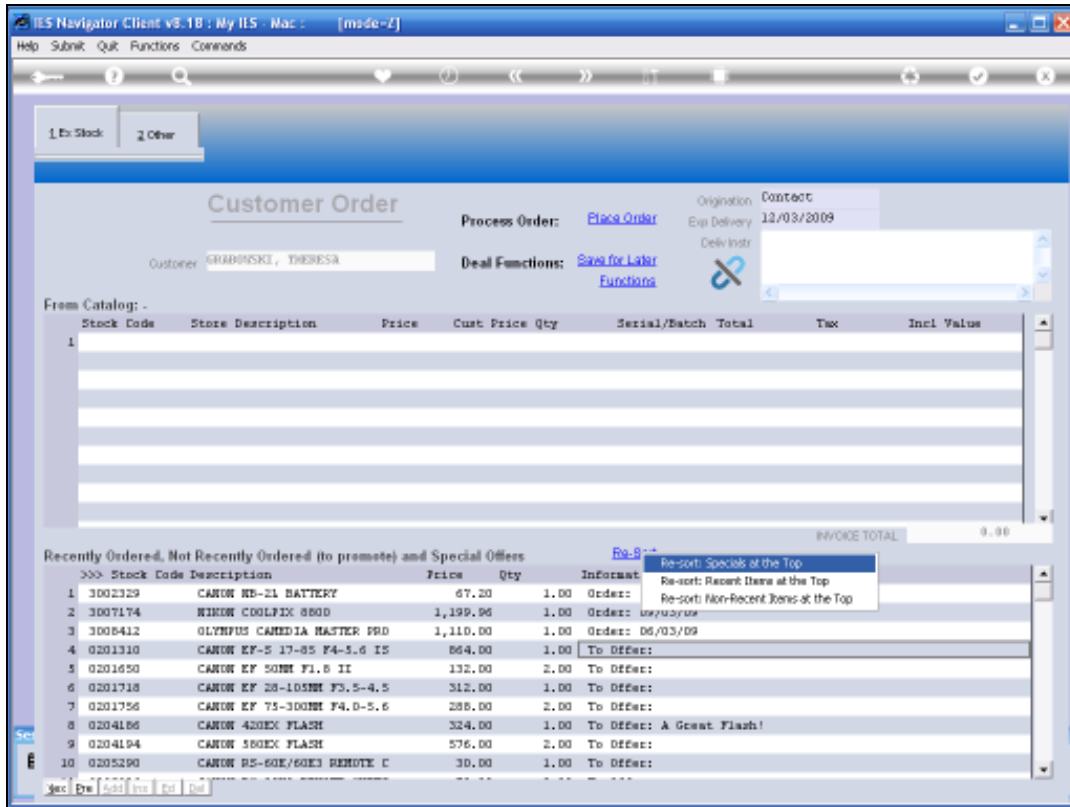 IES Navigator Client v8.18 : My IES - Mac : [mode=Z]
Help Submit Quit Functions Commands
1 Ex Stock 2 Other
Customer Order
Origination Contact
Process Order: Place Order
Exp Delivery 12/03/2009
Deliv Instr
Customer GRABOWSKI, THERESA
Deal Functions: Save for Later
Functions
From Catalog: -
Stock Code Store Description Price Cust Price Qty Serial/Batch Total Tax Incl Value
1
INVOICE TOTAL 0.00
Recently Ordered, Not Recently Ordered (to promote) and Special Offers
Re-sort: Specials at the Top
Re-sort: Recent Items at the Top
Re-sort: Non-Recent Items at the Top
>>> Stock Code Description Price Qty
1 3002329 CANON NB-2L BATTERY 67.20 1.00 Order:
2 3007174 NIKON COOLPIX 8800 1,199.96 1.00 Order: 09/03/09
3 3008412 OLYMPUS CAMEDIA MASTER PRO 1,110.00 1.00 Order: 06/03/09
4 0201310 CANON EF-S 17-85 F4-5.6 IS 864.00 1.00 To Offer:
5 0201650 CANON EF 50MM F1.8 II 132.00 2.00 To Offer:
6 0201718 CANON EF 28-105MM F3.5-4.5 312.00 1.00 To Offer:
7 0201756 CANON EF 75-300MM F4.0-5.6 288.00 2.00 To Offer:
8 0204186 CANON 420EX FLASH 324.00 1.00 To Offer: A Great Flash!
9 0204194 CANON 580EX FLASH 576.00 2.00 To Offer:
10 0205290 CANON RS-60E/60E3 REMOTE C 30.00 1.00 To Offer:
Nex Pre Add Ins Ed Del